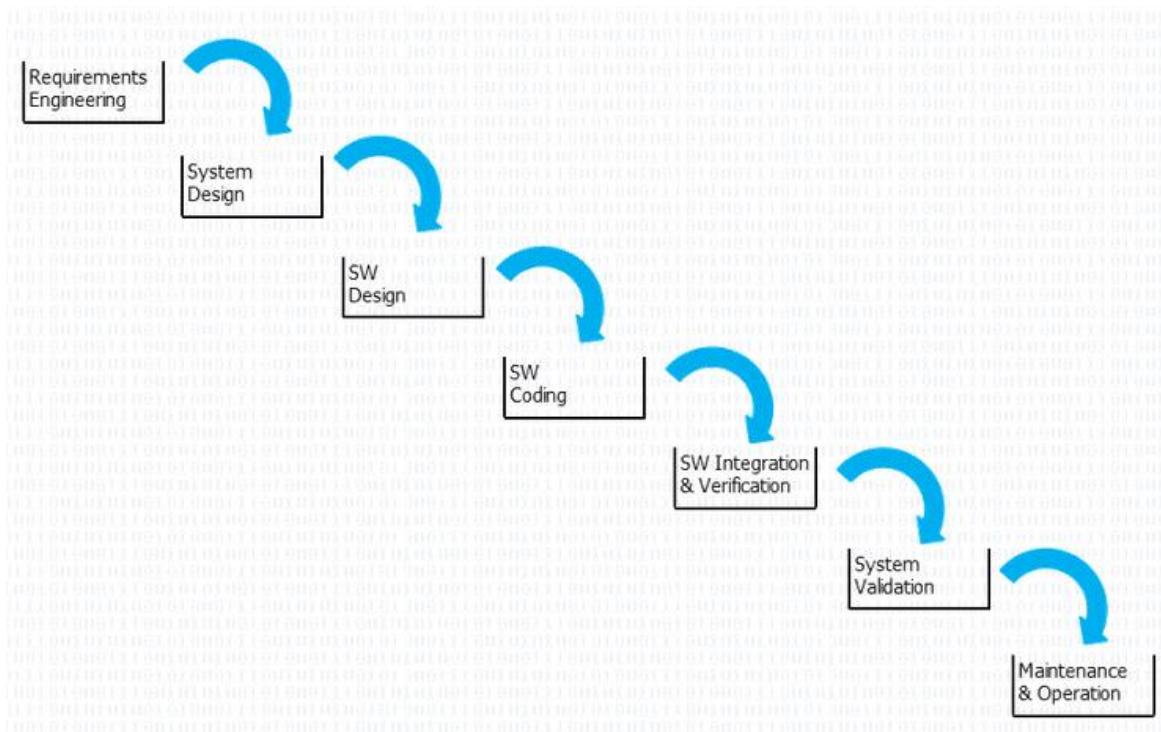 Requirements
Engineering
System
Design
SW
Design
SW
Coding
SW Integration
& Verification
System
Validation
Maintenance
& Operation